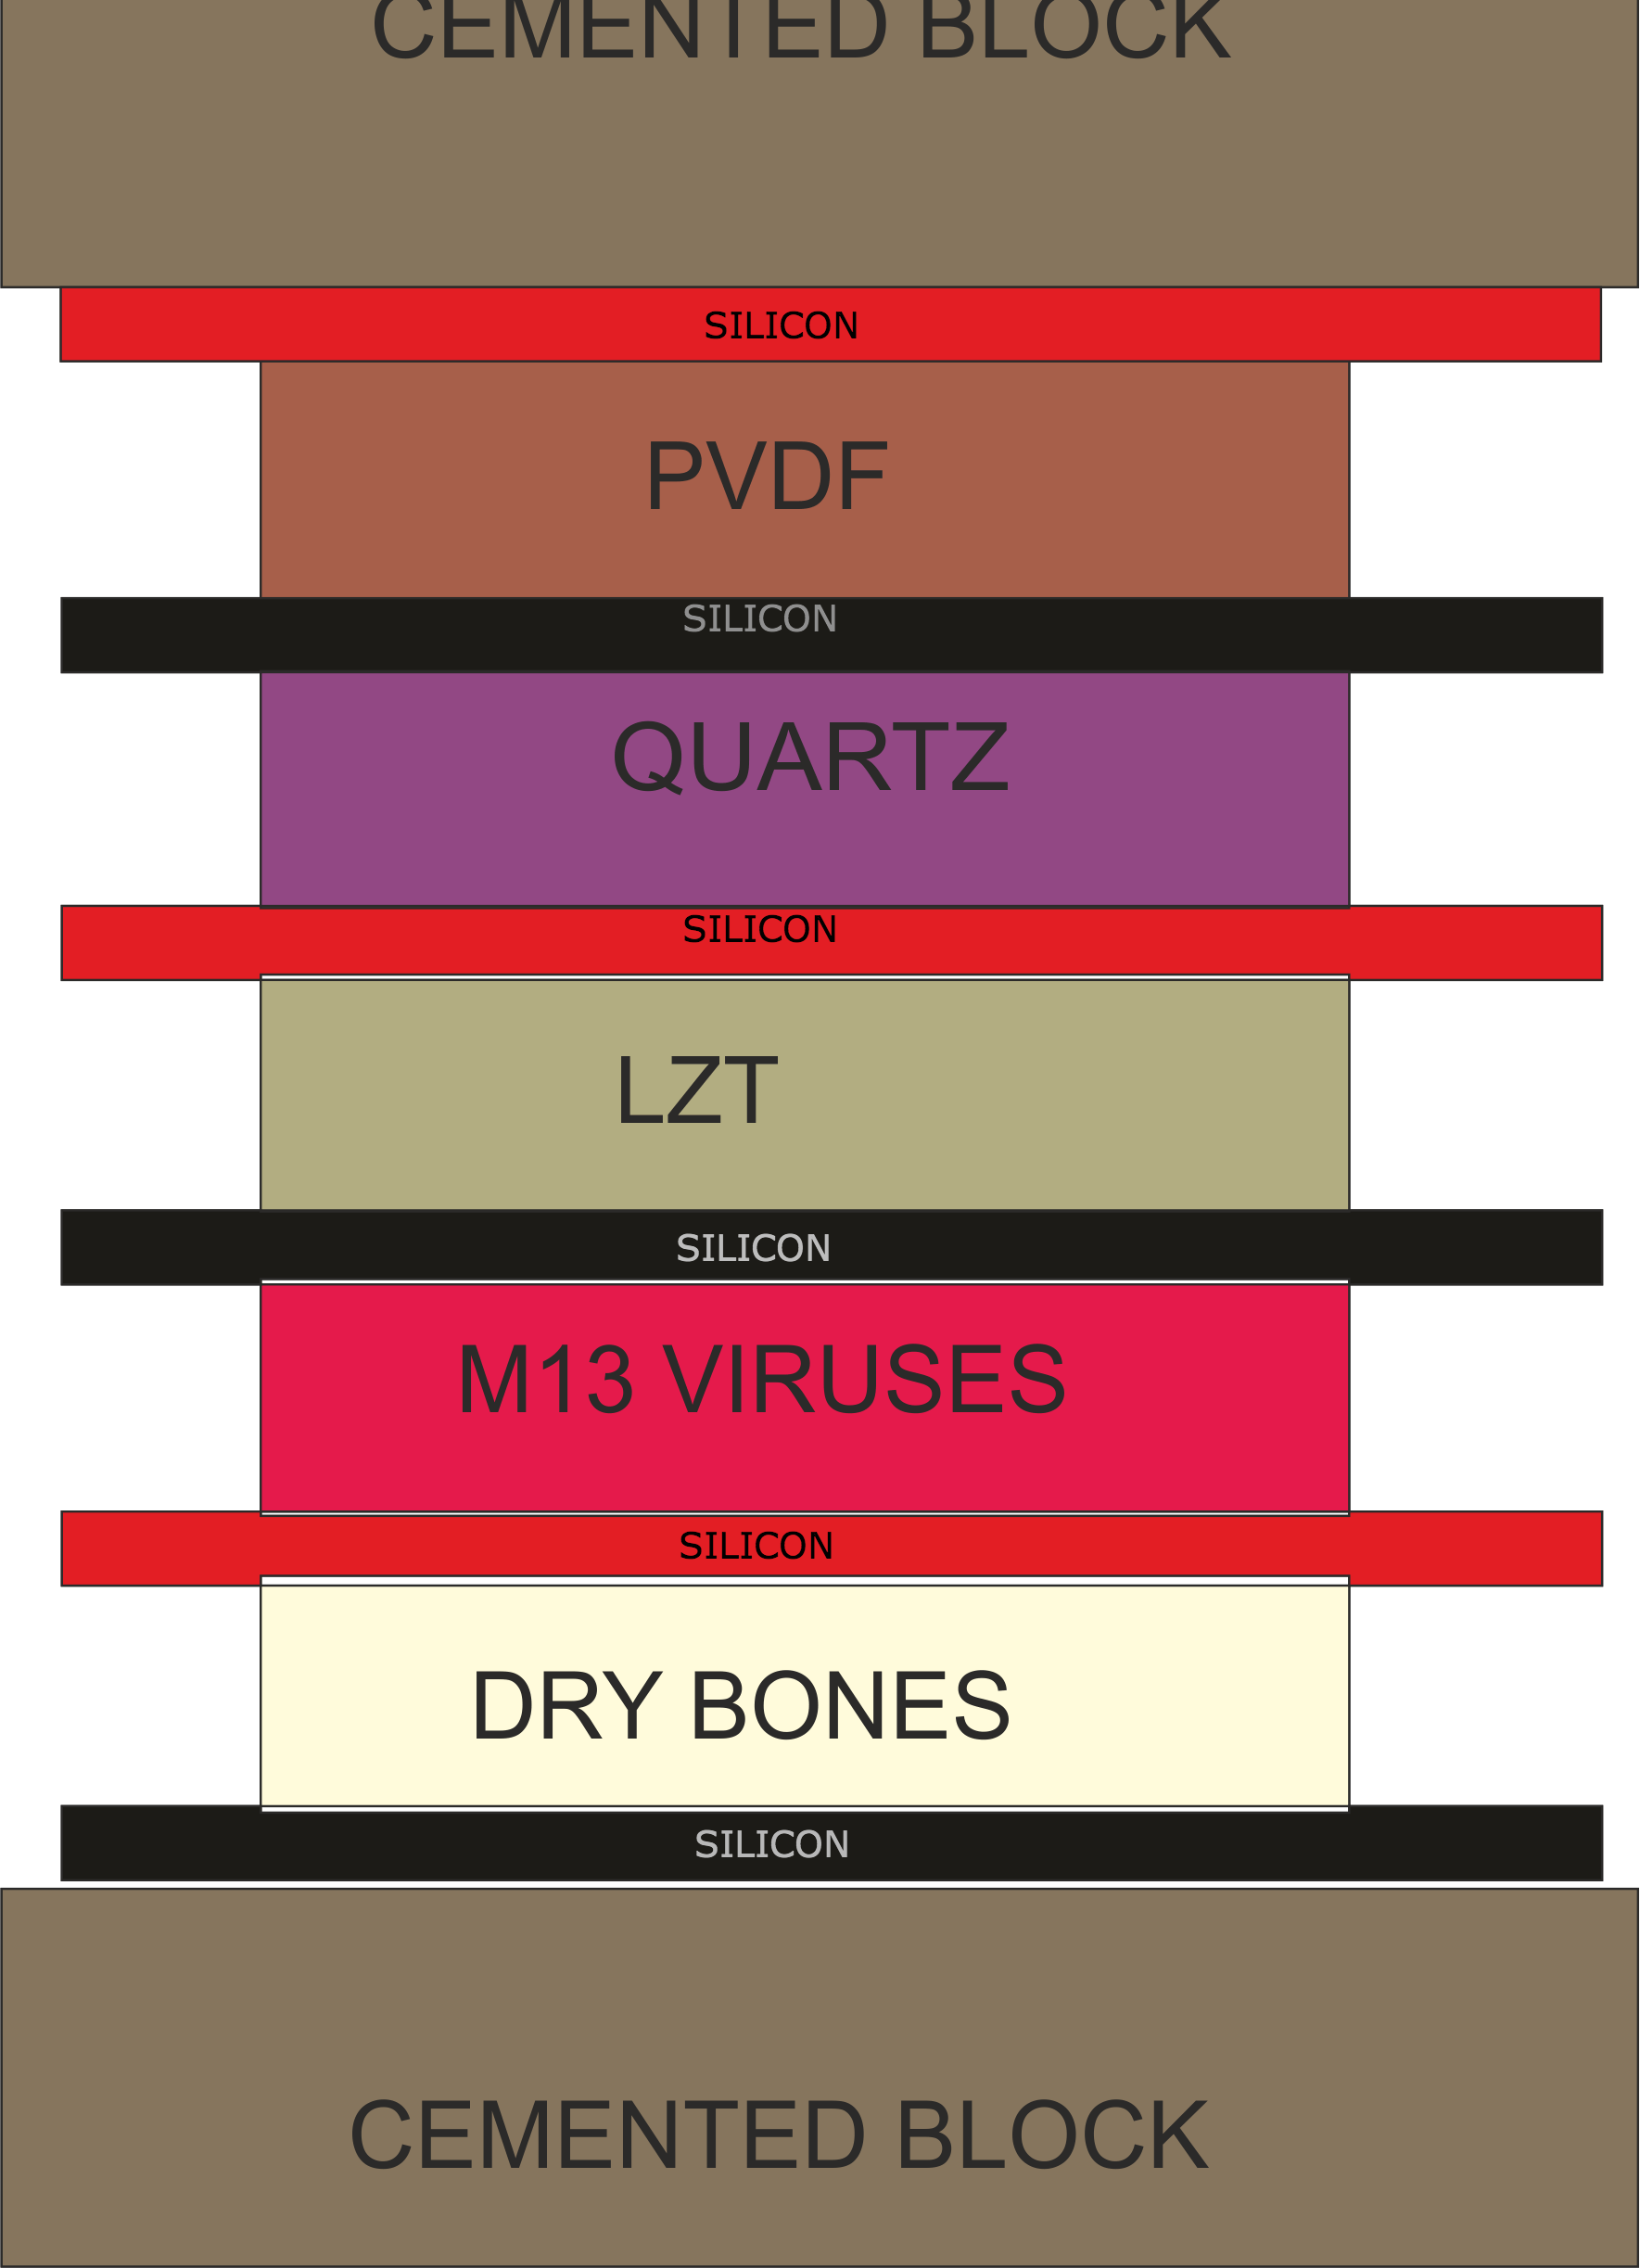 CEMENTED BLOCK
SILICON
PVDF
SILICON
QUARTZ
SILICON
LZT
SILICON
M13 VIRUSES
SILICON
DRY BONES
SILICON
CEMENTED BLOCK